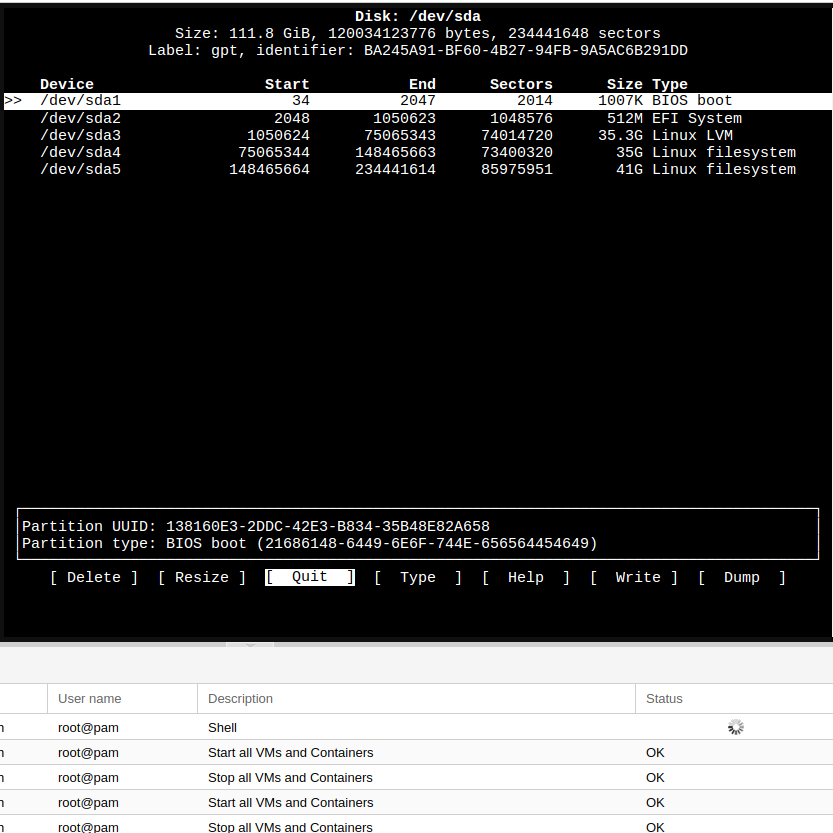 Disk: /dev/sda
Size: 111.8 GiB, 120034123776 bytes, 234441648 sectors
Label: gpt, identifier: BA245A91-BF60-4B27-94FB-9A5AC6B291DD
Device Start End Sectors Size Type
>> /dev/sda1 34 2047 2014 1007K BIOS boot
/dev/sda2 2048 1050623 1048576 512M EFI System
/dev/sda3 1050624 75065343 74014720 35.3G Linux LVM
/dev/sda4 75065344 148465663 73400320 35G Linux filesystem
/dev/sda5 148465664 234441614 85975951 41G Linux filesystem
Partition UUID: 138160E3-2DDC-42E3-B834-35B48E82A658
Partition type: BIOS boot (21686148-6449-6E6F-744E-656564454649)
[ Delete ] [ Resize ] [ Quit ] [ Type ] [ Help ] [ Write ] [ Dump ]
User name Description Status
root@pam Shell
root@pam Start all VMs and Containers OK
root@pam Stop all VMs and Containers OK
root@pam Start all VMs and Containers OK
root@pam Stop all VMs and Containers OK